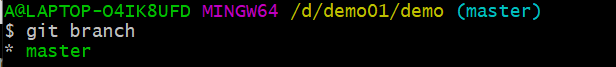 A@LAPTOP-O4IK8UFD MINGW64 /d/demo01/demo (master)
$ git branch
* master